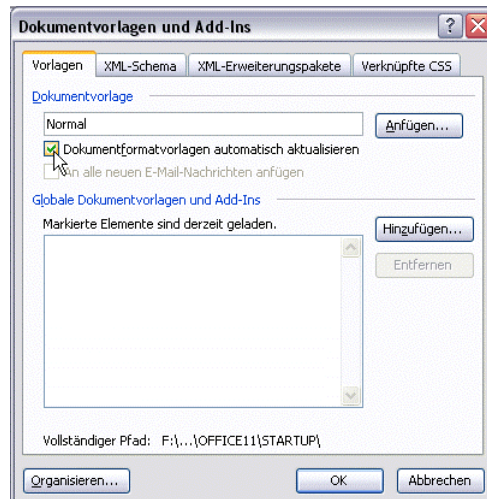 Dokumentvorlagen und Add-Ins
Vorlagen XML-Schema XML-Erweiterungspakete Verknüpfte CSS
Dokumentvorlage
Normal Anfügen...
Dokumentformatvorlagen automatisch aktualisieren
An alle neuen E-Mail-Nachrichten anfügen
Globale Dokumentvorlagen und Add-Ins
Markierte Elemente sind derzeit geladen.
Hinzufügen...
Entfernen
Vollständiger Pfad: F:\...\OFFICE11\STARTUP\
Organisieren... OK Abbrechen